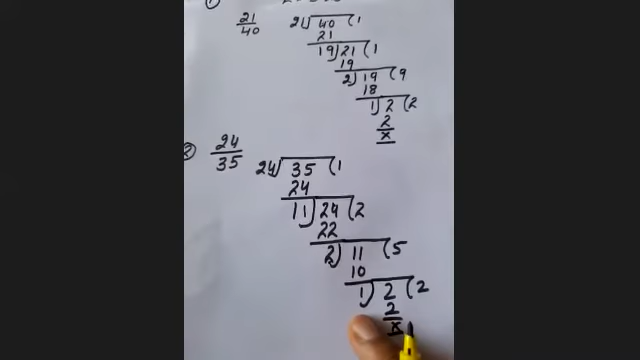 ①
21/40 21) 40 (1
21
19) 21 (1
19
2) 19 (9
18
1) 2 (2
2
x
② 24/35 24) 35 (1
24
11) 24 (2
22
2) 11 (5
10
1) 2 (2
2
x